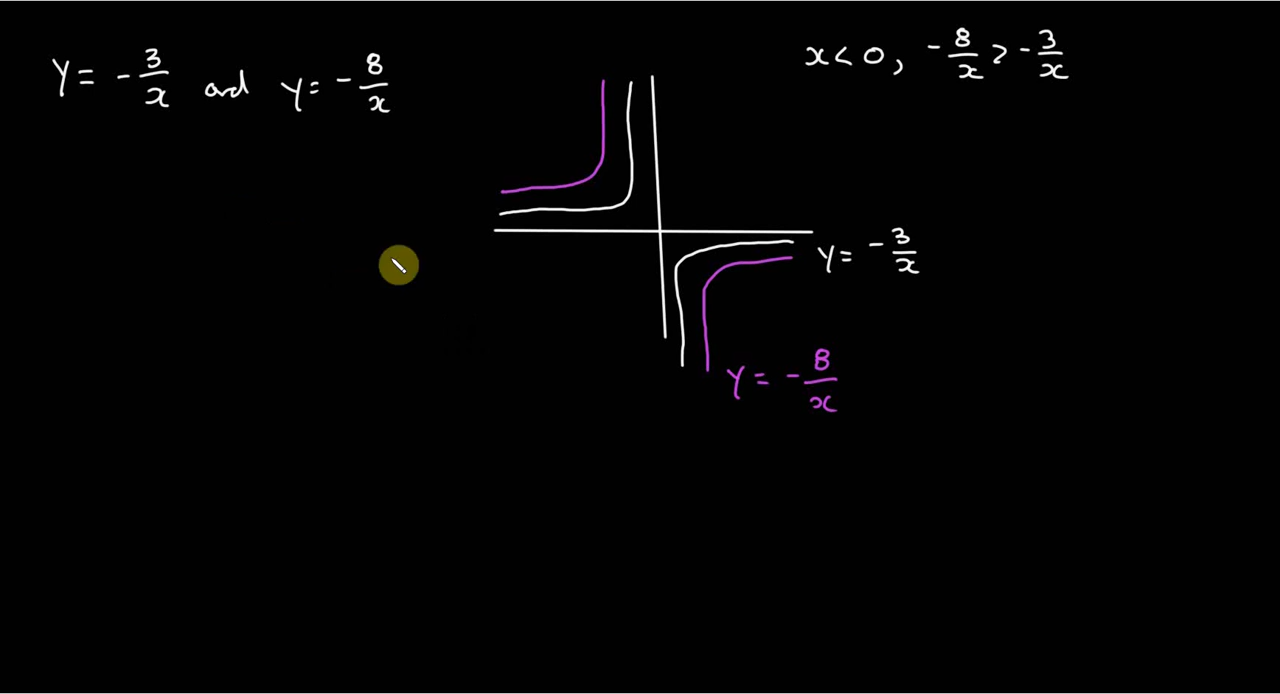 y = -3/x and y = -8/x
x < 0, -8/x > -3/x
y = -3/x
y = -8/x